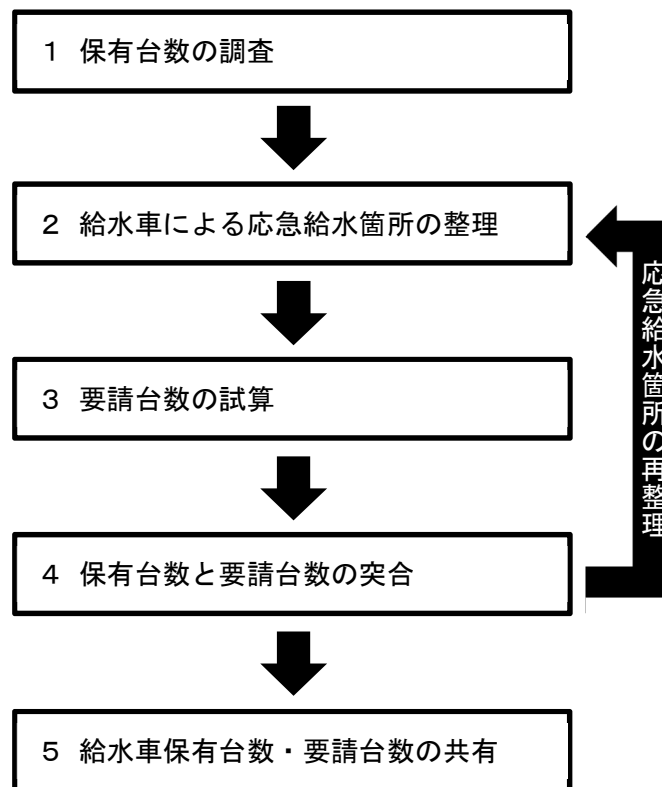 １ 保有台数の調査
２ 給水車による応急給水箇所の整理
応急給水箇所の再整理
３ 要請台数の試算
４ 保有台数と要請台数の突合
５ 給水車保有台数・要請台数の共有